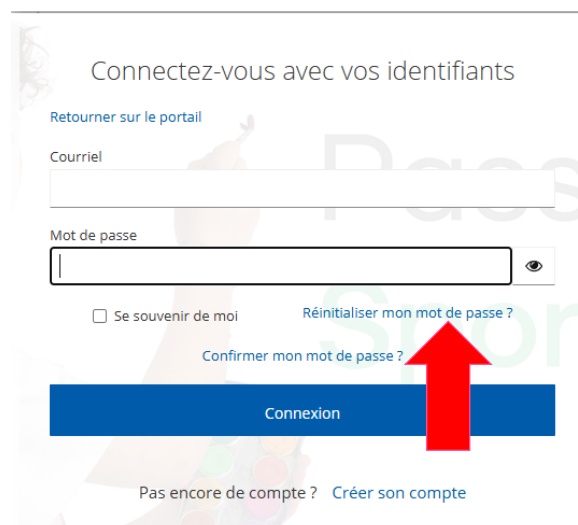 Connectez-vous avec vos identifiants
Retourner sur le portail
Courriel
Mot de passe
Se souvenir de moi
Réinitialiser mon mot de passe ?
Confirmer mon mot de passe ?
Connexion
Pas encore de compte ? Créer son compte